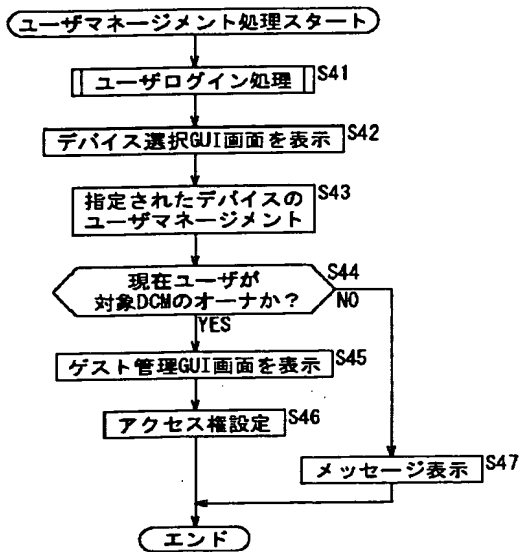 ユーザマネージメント処理スタート
ユーザログイン処理
S41
デバイス選択GUI画面を表示
S42
指定されたデバイスの
ユーザマネージメント
S43
現在ユーザが
対象DCMのオーナか？
S44
NO
YES
ゲスト管理GUI画面を表示
S45
アクセス権設定
S46
メッセージ表示
S47
エンド